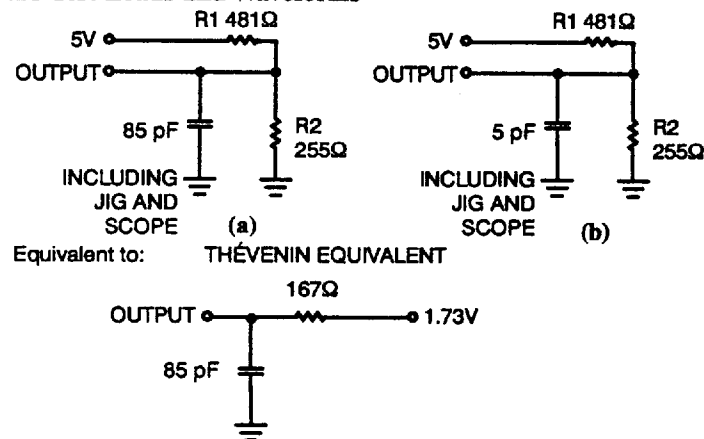 R1 481Ω
5V
OUTPUT
85 pF
R2
255Ω
INCLUDING
JIG AND
SCOPE
(a)
R1 481Ω
5V
OUTPUT
5 pF
R2
255Ω
INCLUDING
JIG AND
SCOPE
(b)
Equivalent to: THÉVENIN EQUIVALENT
167Ω
OUTPUT
1.73V
85 pF